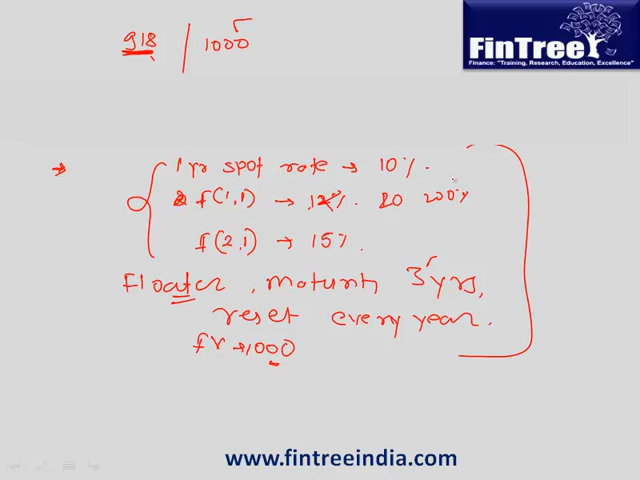 918 | 1000
FinTree
Finance: "Training, Research, Education, Excellence"
1 yr spot rate → 10%.
f(1,1) → 12%. 20 200%
f(2,1) → 15%.
Floater, maturity 3 yrs,
reset every year.
fv → 1000
www.fintreeindia.com